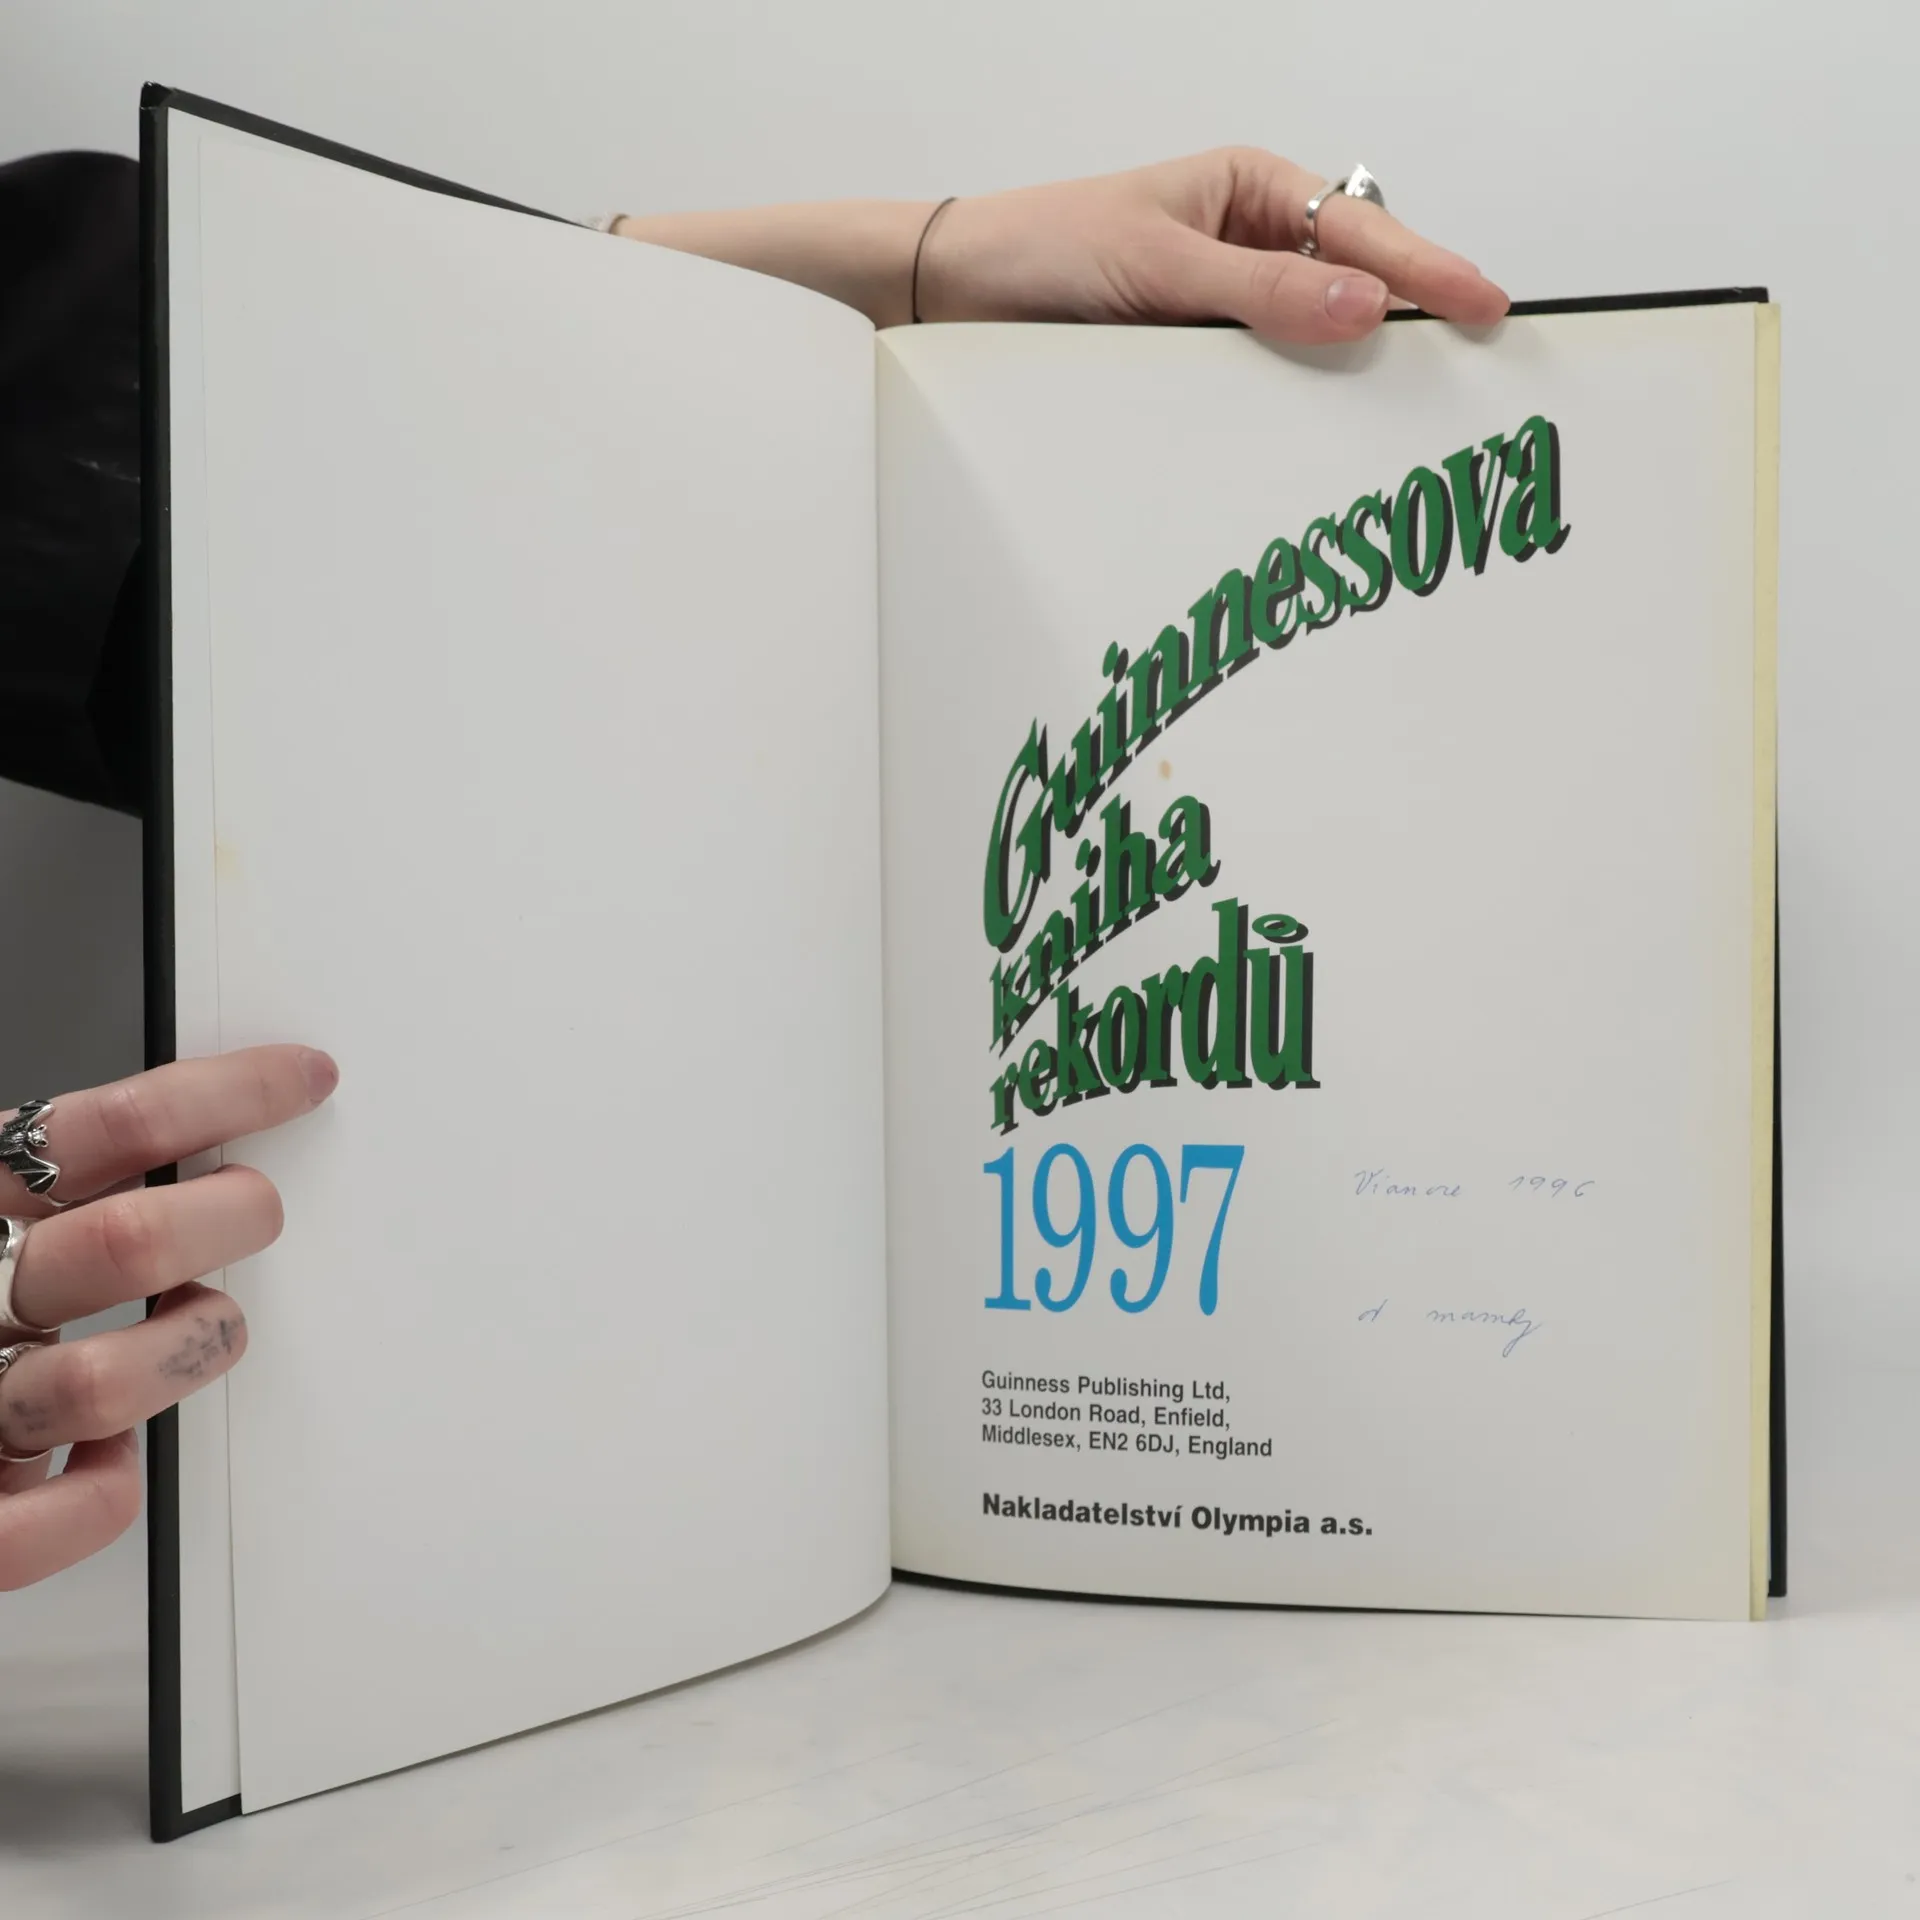 Guinnessova
kniha
rekordů
1997
Vianoce 1996
od mamky
Guinness Publishing Ltd,
33 London Road, Enfield,
Middlesex, EN2 6DJ, England
Nakladatelství Olympia a.s.